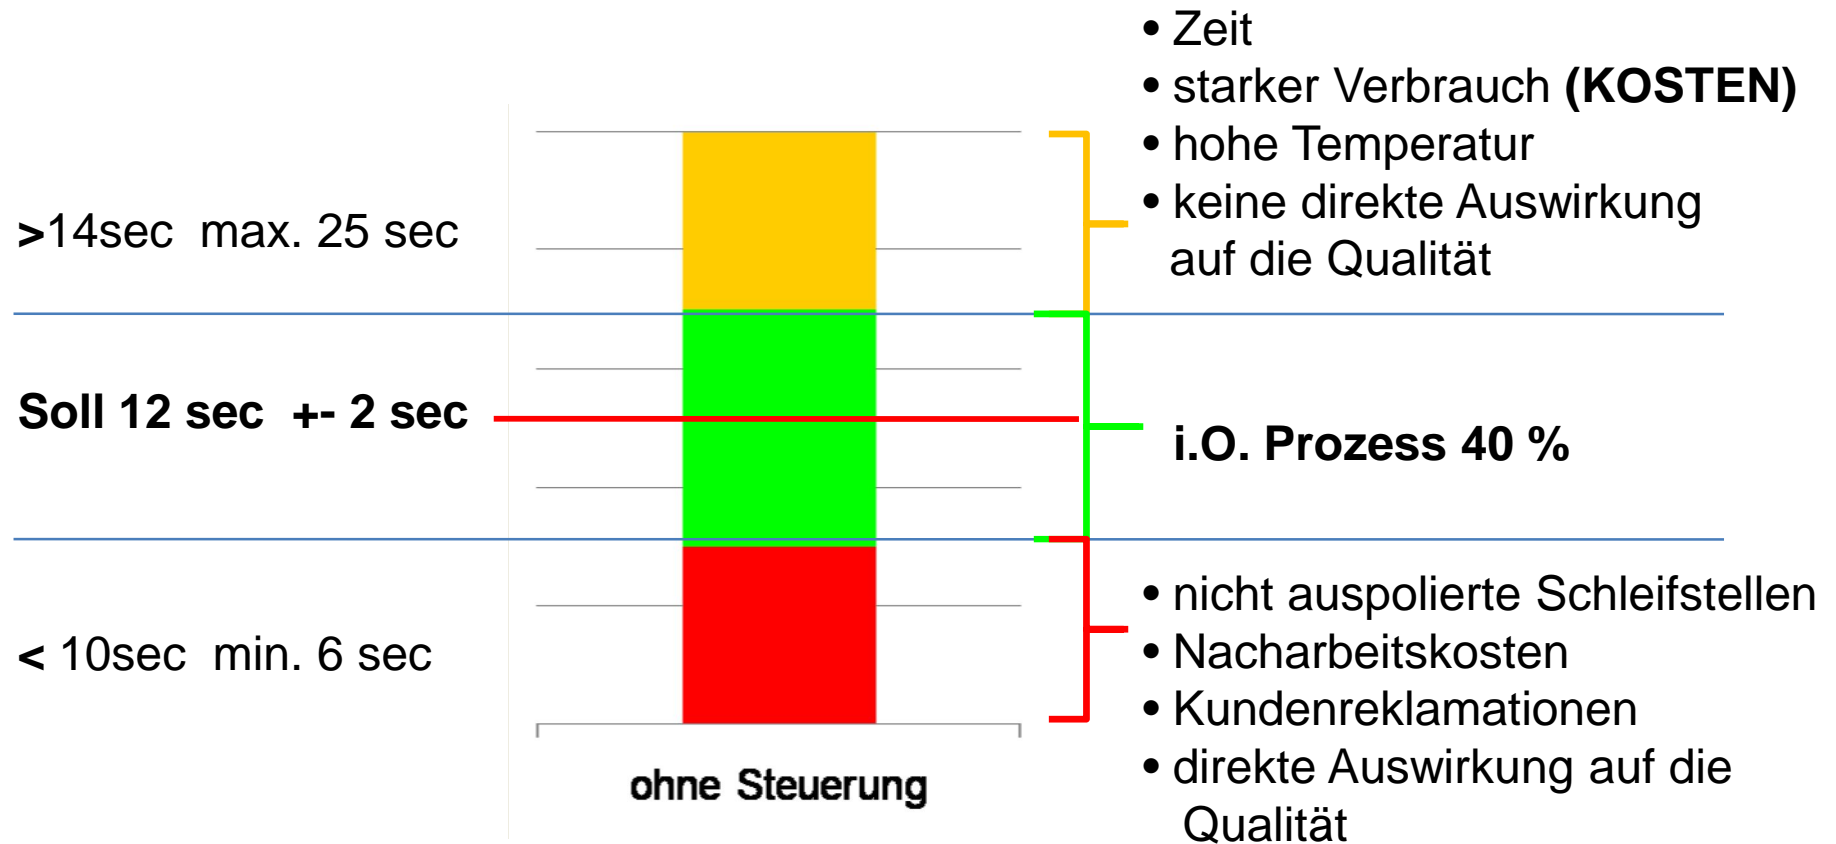 • Zeit
• starker Verbrauch (KOSTEN)
• hohe Temperatur
• keine direkte Auswirkung
auf die Qualität
>14sec max. 25 sec
Soll 12 sec +- 2 sec
i.O. Prozess 40 %
< 10sec min. 6 sec
• nicht auspolierte Schleifstellen
• Nacharbeitskosten
• Kundenreklamationen
• direkte Auswirkung auf die
Qualität
ohne Steuerung